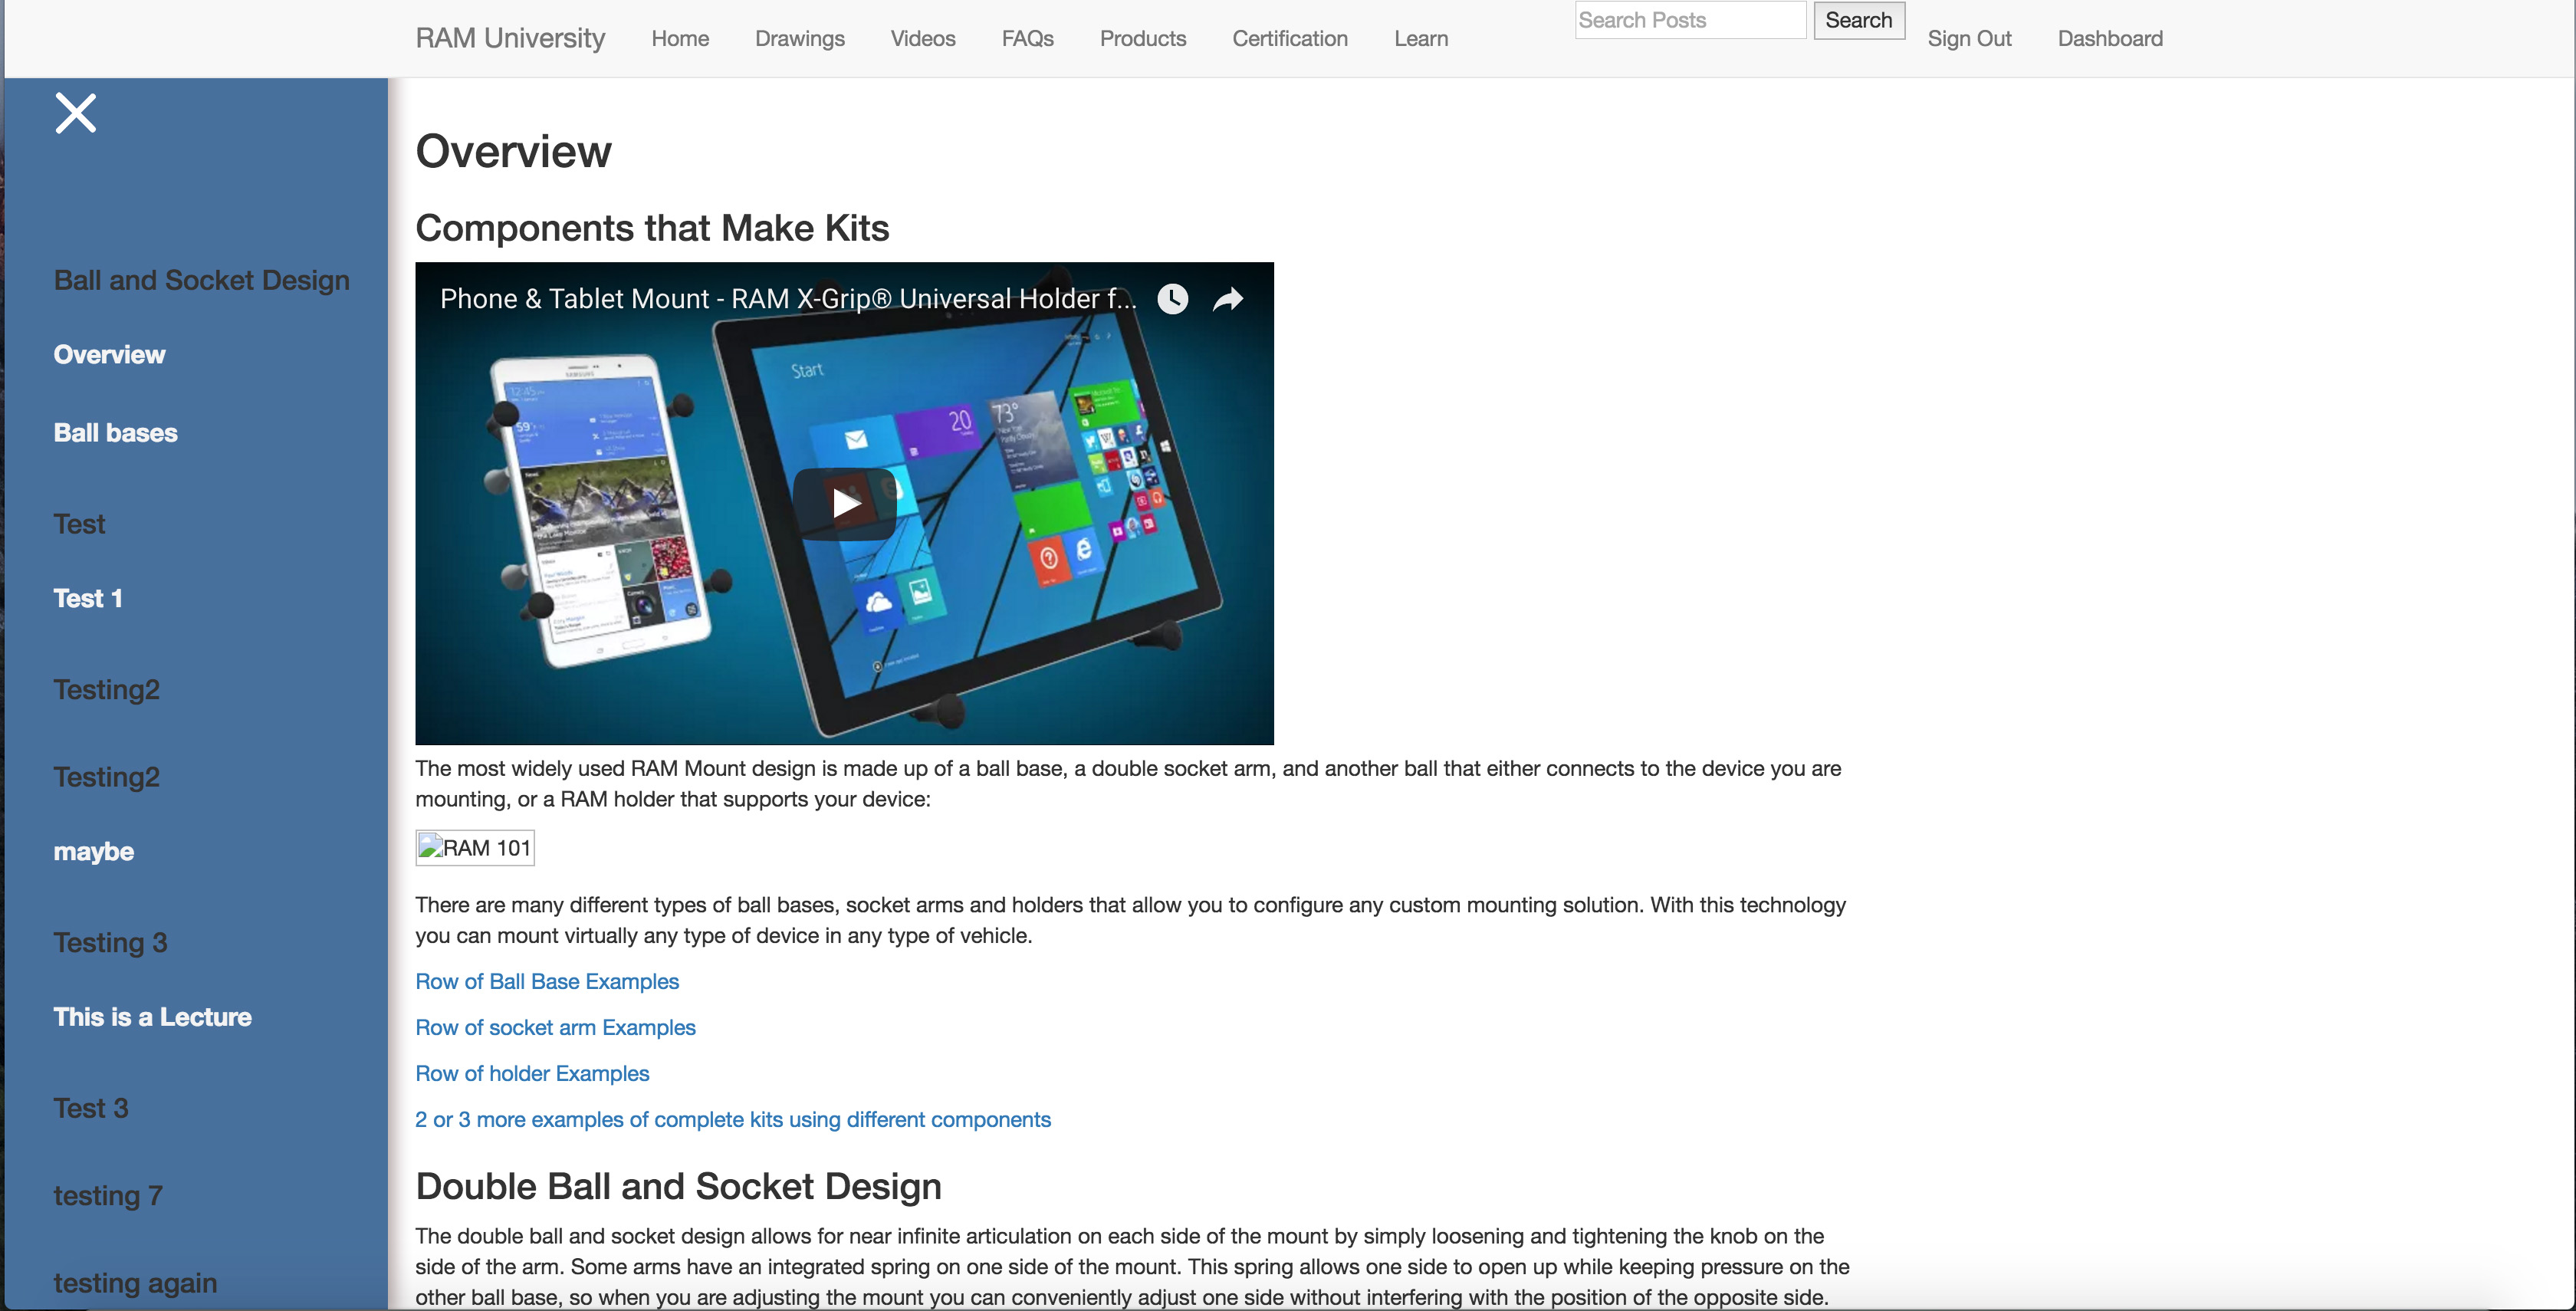 RAM University Home Drawings Videos FAQs Products Certification Learn Search Posts Search Sign Out Dashboard
Ball and Socket Design
Overview
Ball bases
Test
Test 1
Testing2
Testing2
maybe
Testing 3
This is a Lecture
Test 3
testing 7
testing again
Overview
Components that Make Kits
Phone & Tablet Mount - RAM X-Grip® Universal Holder f...
SAMSUNG
12:45
59°
Start
20
73°
The most widely used RAM Mount design is made up of a ball base, a double socket arm, and another ball that either connects to the device you are
mounting, or a RAM holder that supports your device:
RAM 101
There are many different types of ball bases, socket arms and holders that allow you to configure any custom mounting solution. With this technology
you can mount virtually any type of device in any type of vehicle.
Row of Ball Base Examples
Row of socket arm Examples
Row of holder Examples
2 or 3 more examples of complete kits using different components
Double Ball and Socket Design
The double ball and socket design allows for near infinite articulation on each side of the mount by simply loosening and tightening the knob on the
side of the arm. Some arms have an integrated spring on one side of the mount. This spring allows one side to open up while keeping pressure on the
other ball base, so when you are adjusting the mount you can conveniently adjust one side without interfering with the position of the opposite side.